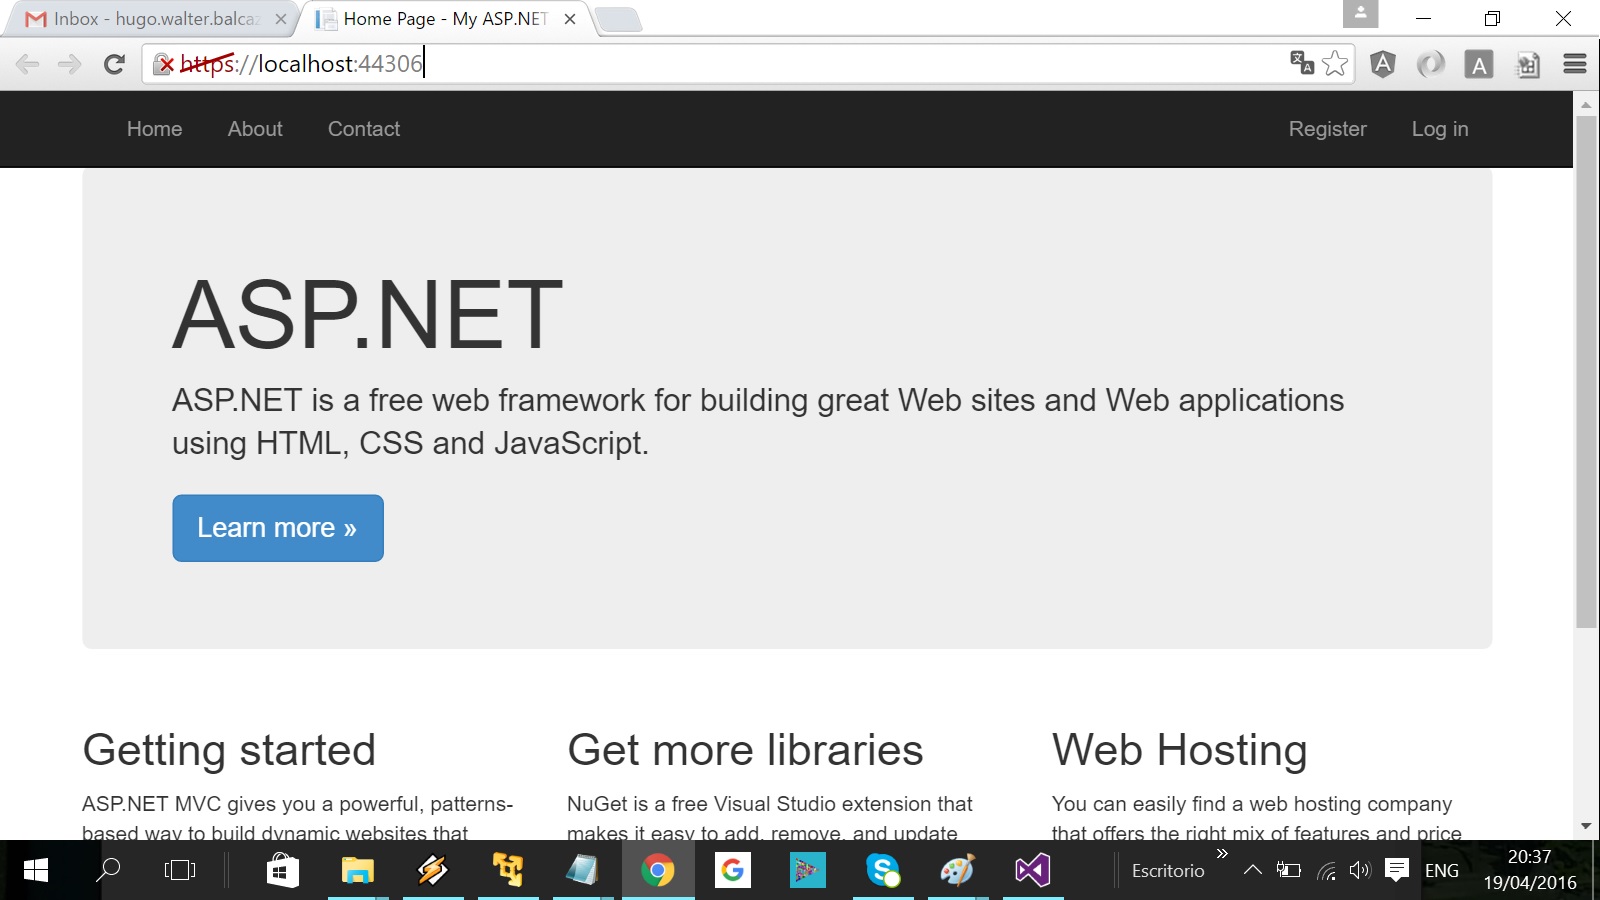 Inbox - hugo.walter.balcaz
Home Page - My ASP.NET
https://localhost:44306
Home About Contact Register Log in
ASP.NET
ASP.NET is a free web framework for building great Web sites and Web applications
using HTML, CSS and JavaScript.
Learn more »
Getting started
ASP.NET MVC gives you a powerful, patterns-
based way to build dynamic websites that
Get more libraries
NuGet is a free Visual Studio extension that
makes it easy to add, remove, and update
Web Hosting
You can easily find a web hosting company
that offers the right mix of features and price
Escritorio
ENG
20:37
19/04/2016